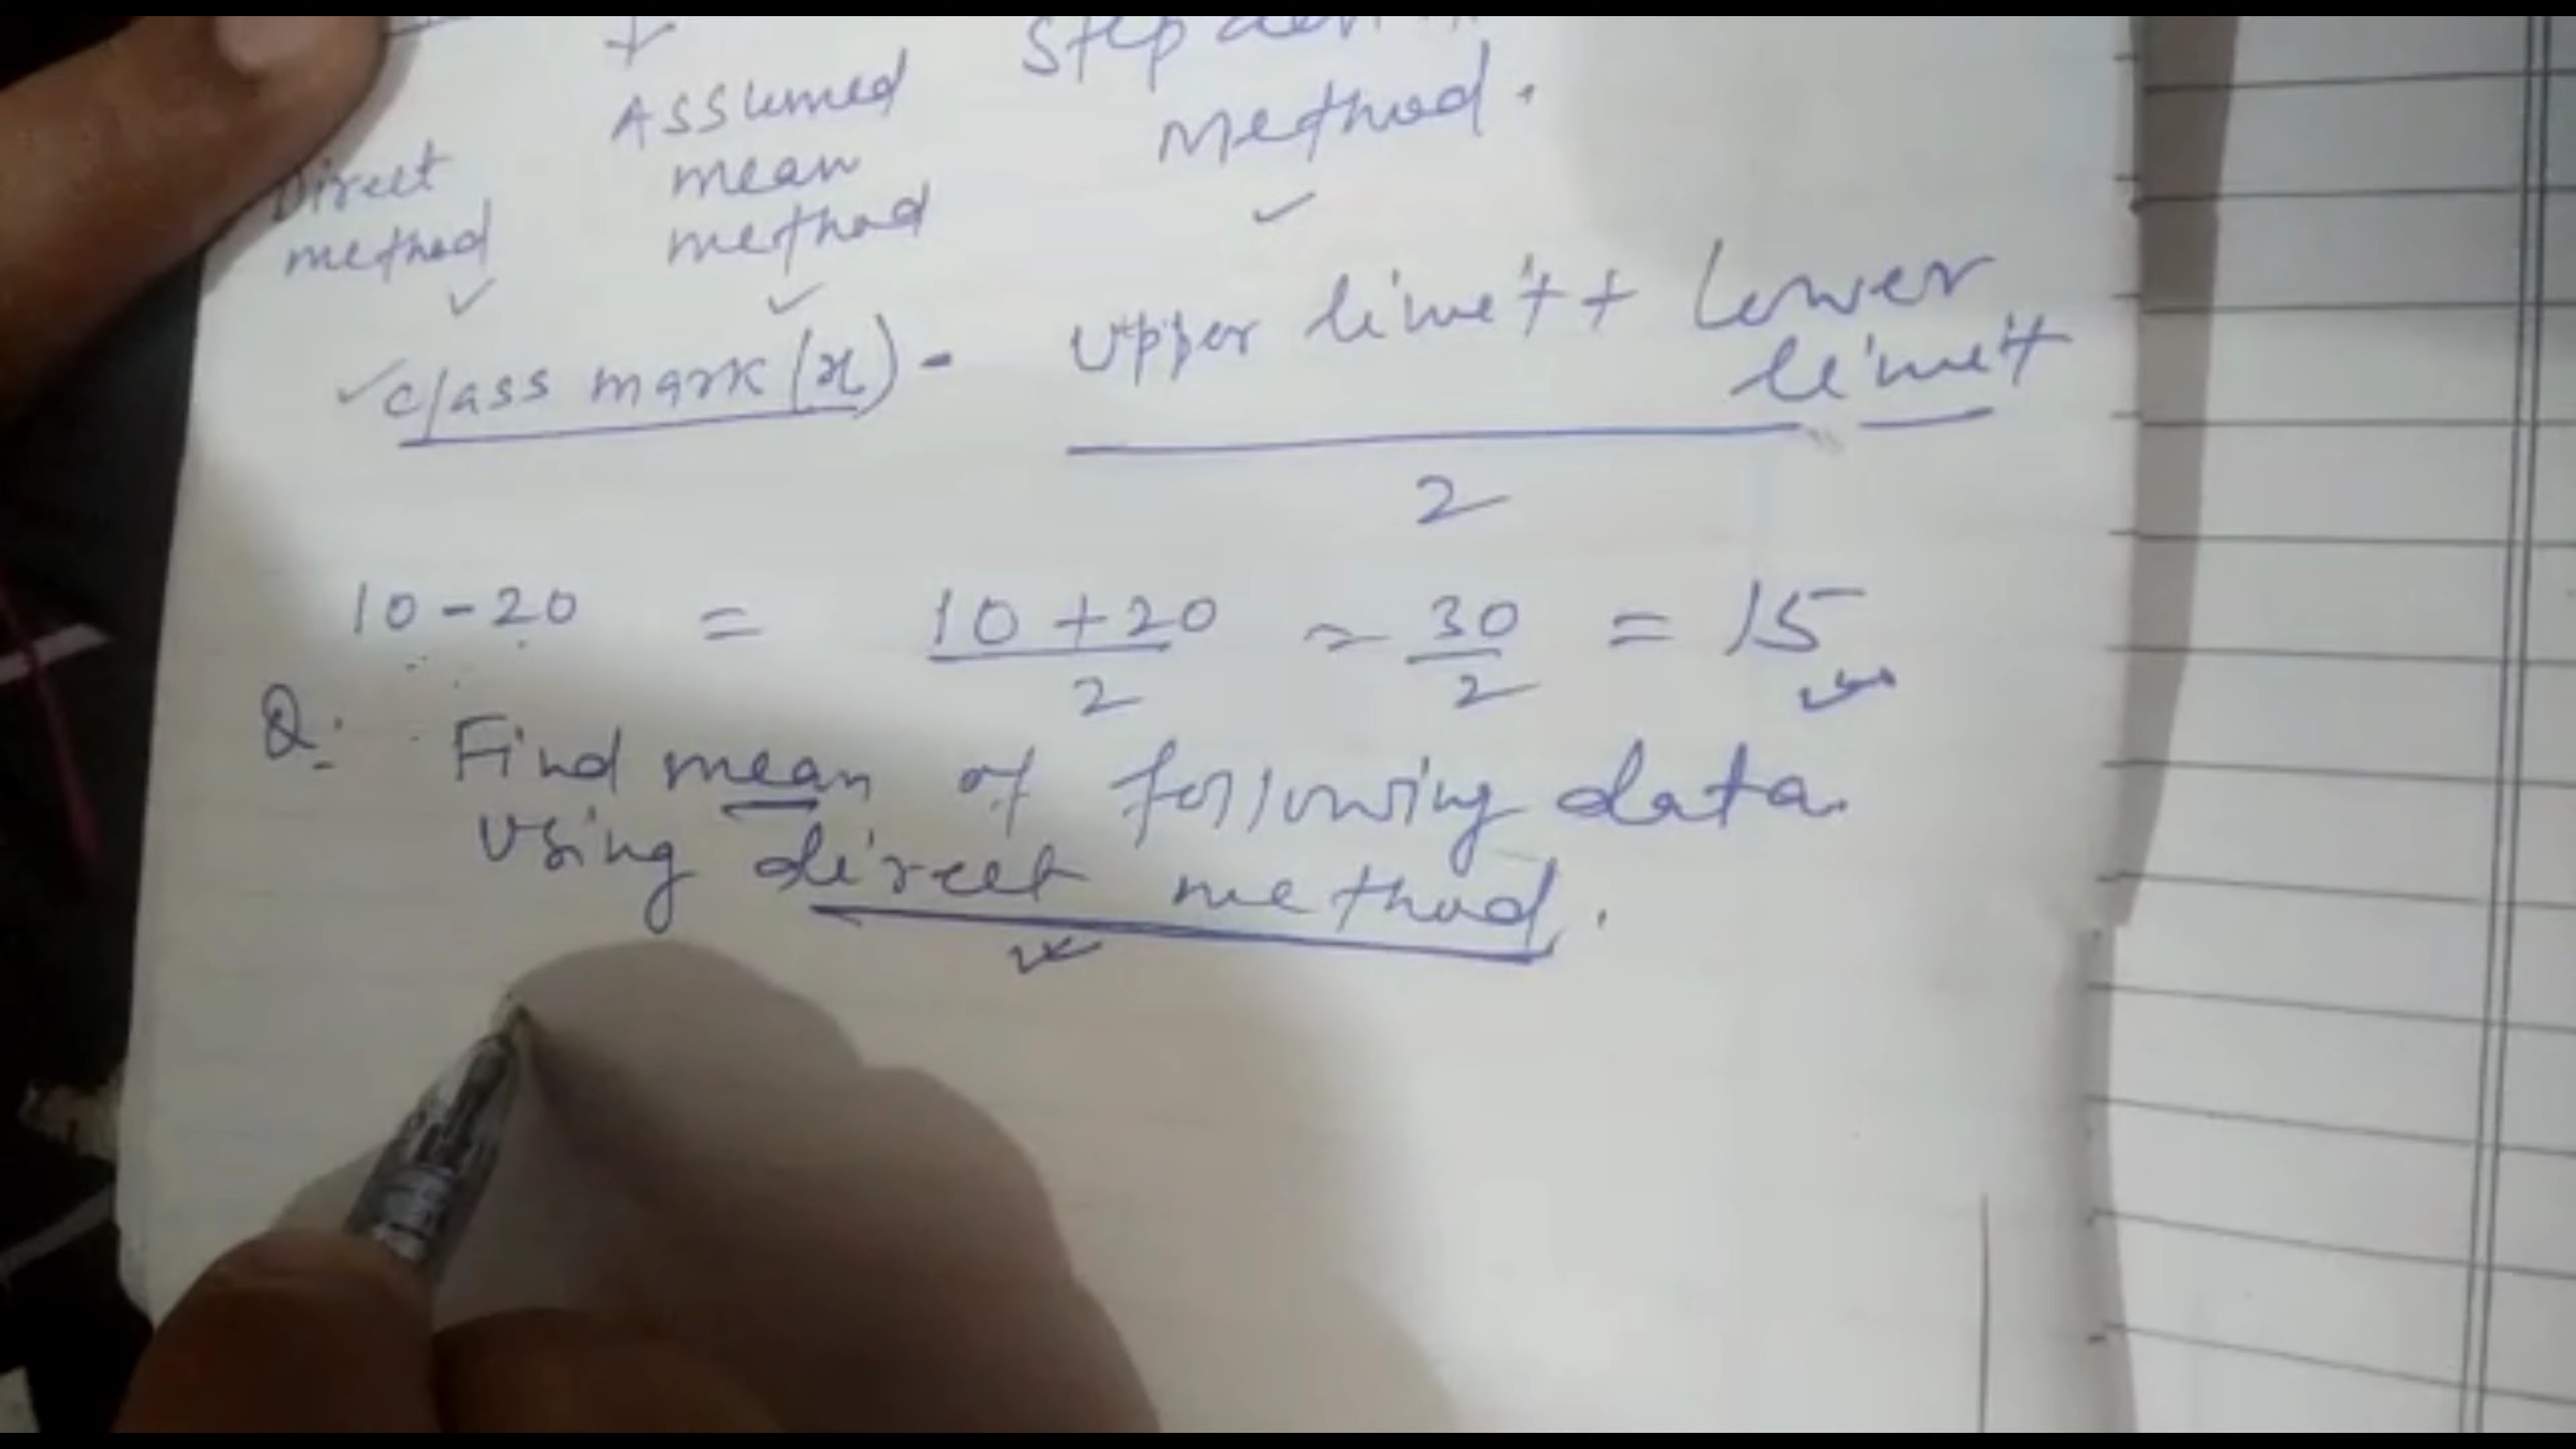 Step
Assumed
mean
method
Method.
Direct
method
class mark (x) - Upper limit + Lower
limit
2
10-20 = 10+20 = 30 = 15
2 2
Q: Find mean of following data
using direct method.